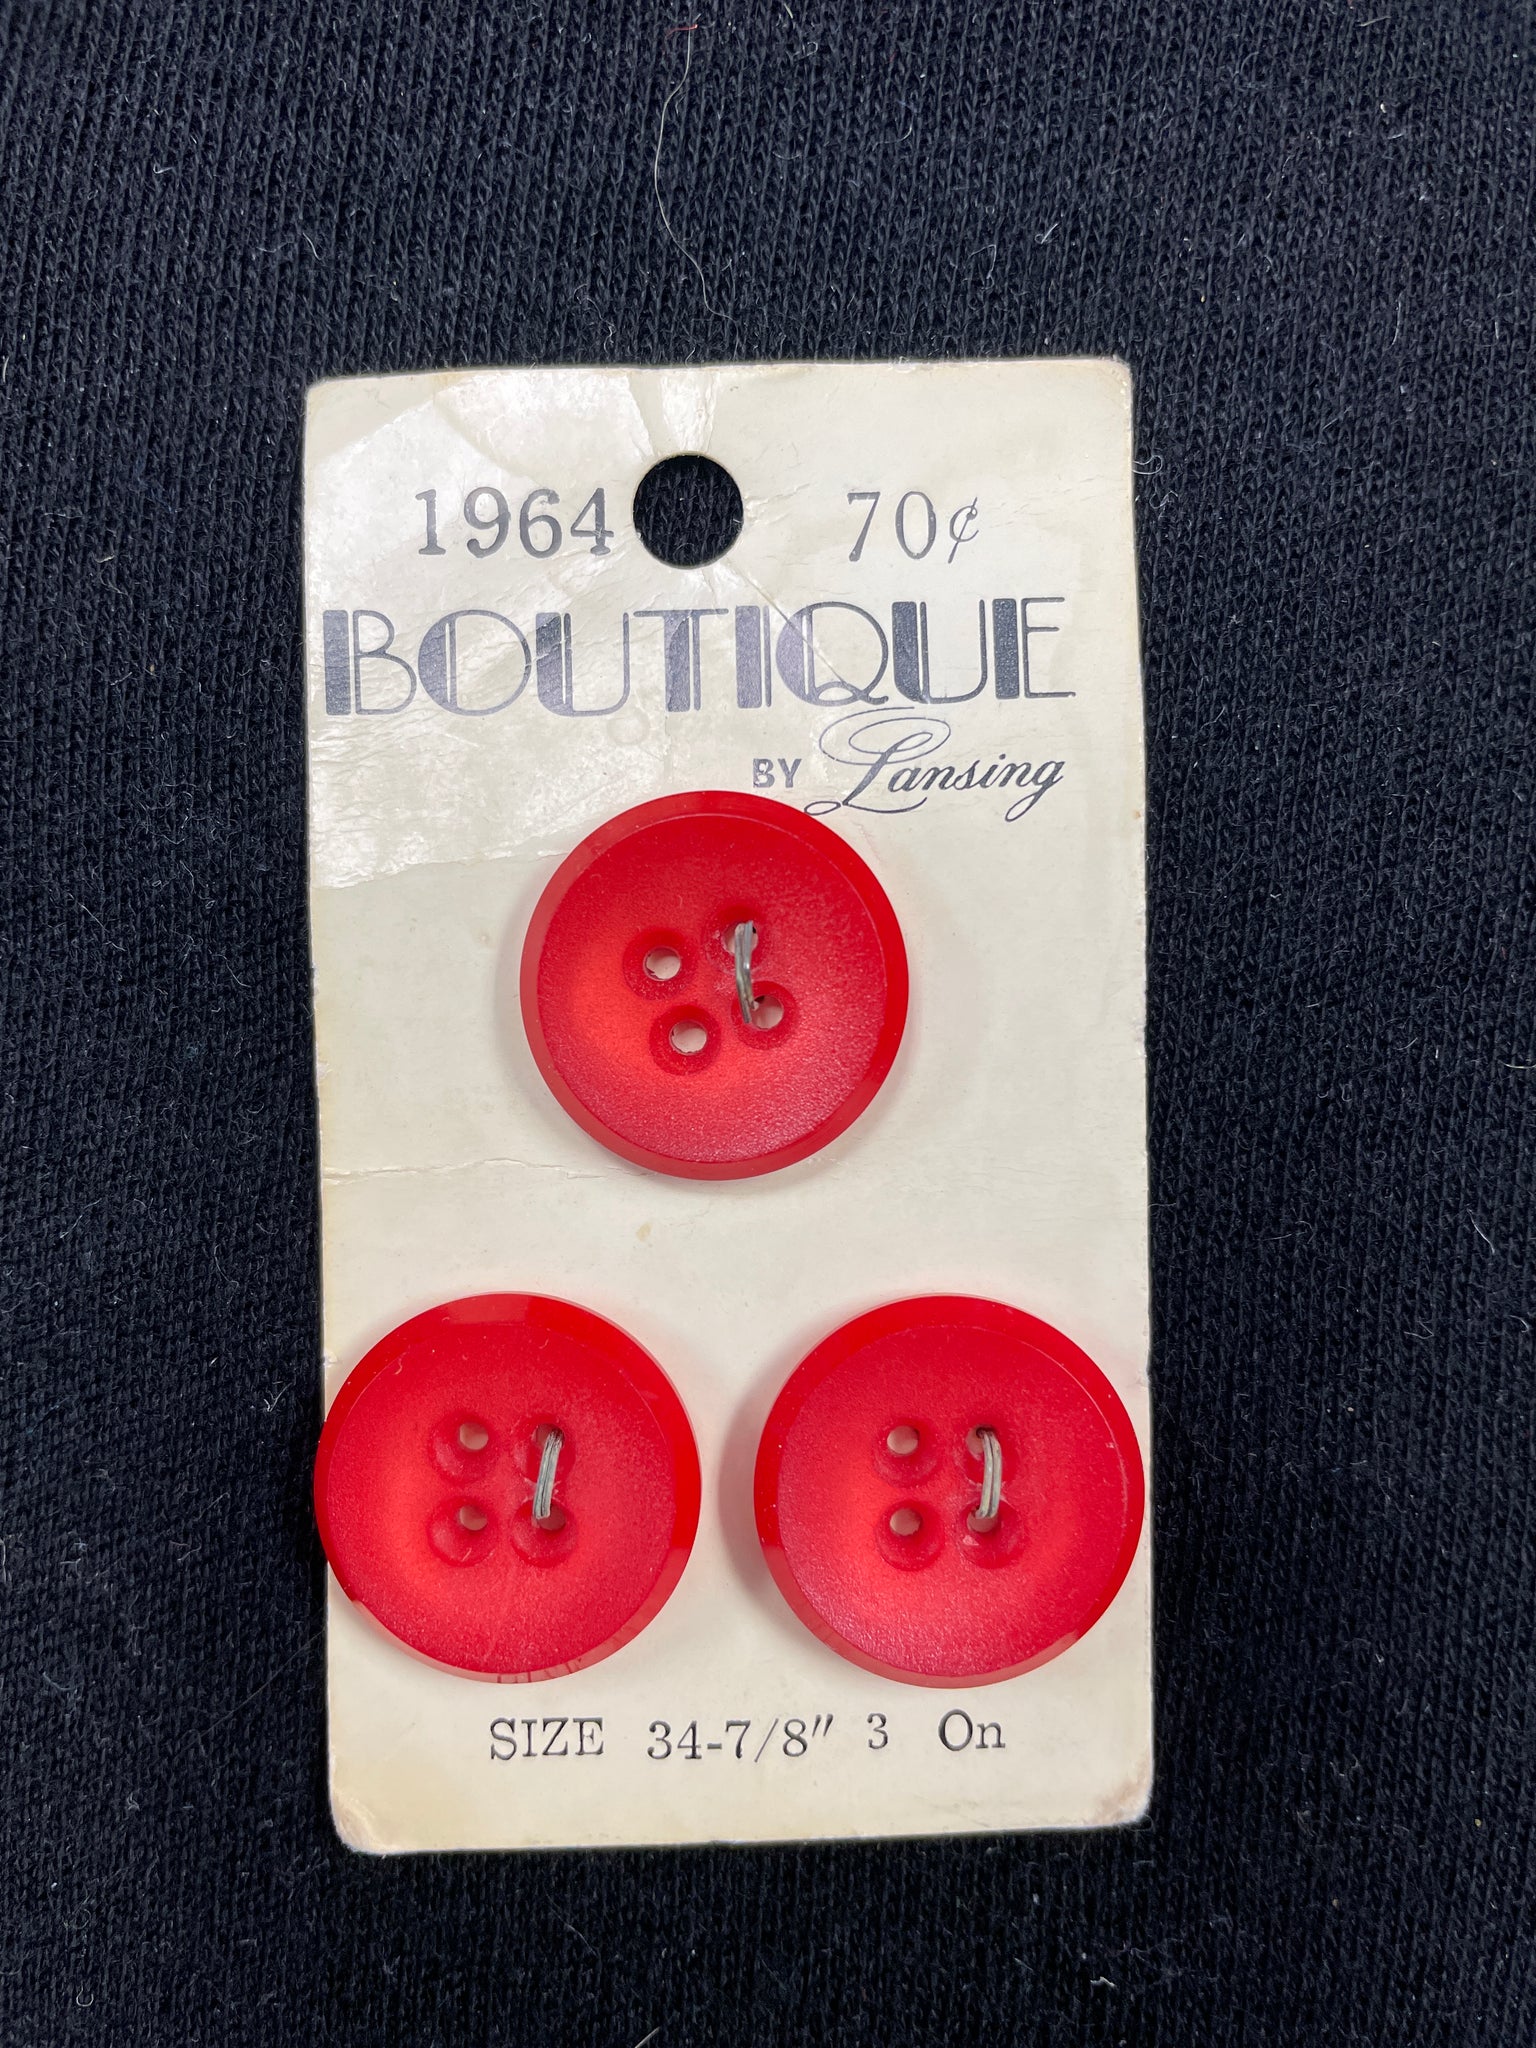 1964 70¢
BOUTIQUE
BY Lansing
SIZE 34-7/8" 3 On